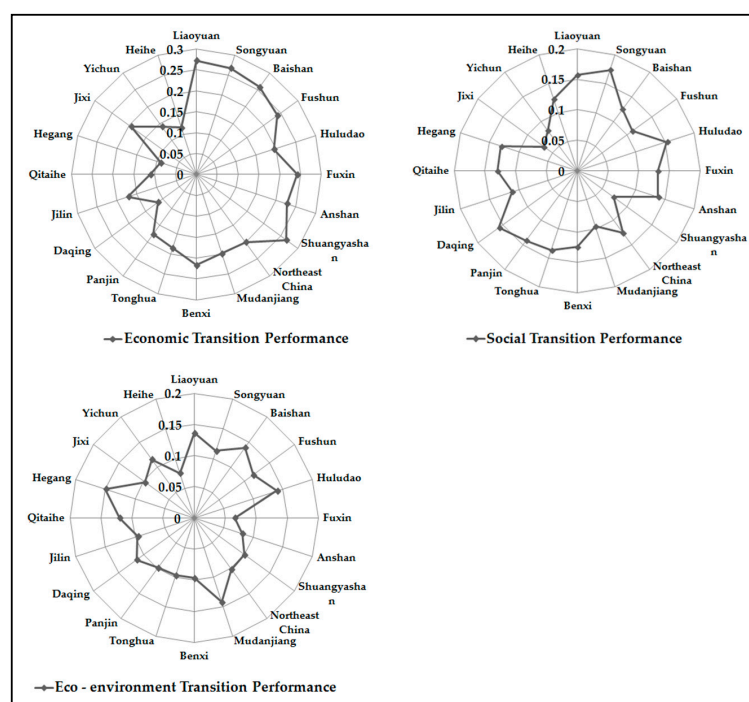 Liaoyuan
Songyuan
Baishan
Fushun
Huludao
Fuxin
Anshan
Shuangyashan
Northeast China
Mudanjiang
Benxi
Tonghua
Panjin
Daqing
Jilin
Qitaihe
Hegang
Jixi
Yichun
Heihe
0.3
0.25
0.2
0.15
0.1
0.05
0
Economic Transition Performance
Liaoyuan
Songyuan
Baishan
Fushun
Huludao
Fuxin
Anshan
Shuangyashan
Northeast China
Mudanjiang
Benxi
Tonghua
Panjin
Daqing
Jilin
Qitaihe
Hegang
Jixi
Yichun
Heihe
0.2
0.15
0.1
0.05
0
Social Transition Performance
Liaoyuan
Songyuan
Baishan
Fushun
Huludao
Fuxin
Anshan
Shuangyashan
Northeast China
Mudanjiang
Benxi
Tonghua
Panjin
Daqing
Jilin
Qitaihe
Hegang
Jixi
Yichun
Heihe
0.2
0.15
0.1
0.05
0
Eco - environment Transition Performance